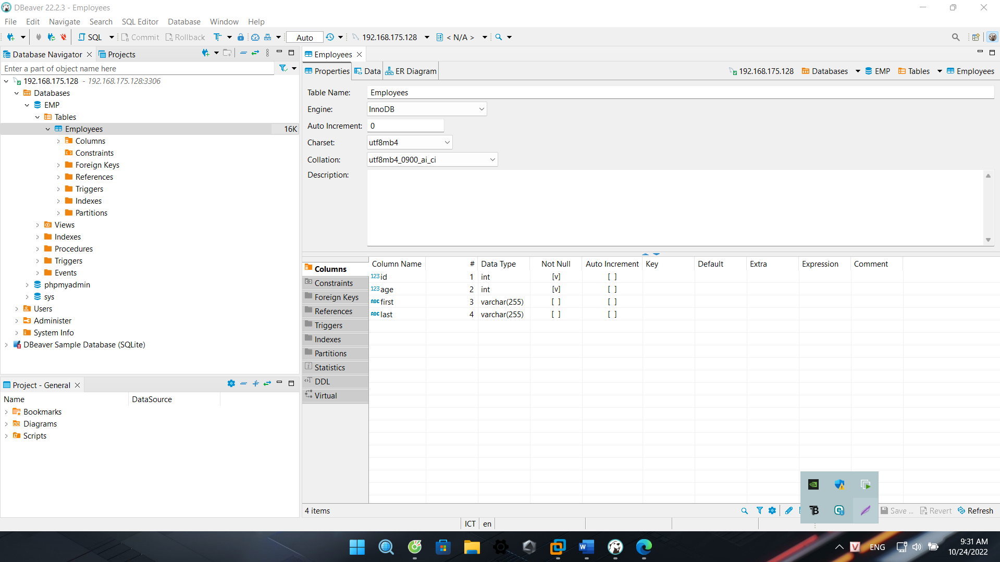 DBeaver 22.2.3 - Employees
File Edit Navigate Search SQL Editor Database Window Help
SQL Commit Rollback Auto 192.168.175.128 < N/A >
Database Navigator Projects
Enter a part of object name here
192.168.175.128 - 192.168.175.128:3306
Databases
EMP
Tables
Employees 16K
Columns
Constraints
Foreign Keys
References
Triggers
Indexes
Partitions
Views
Indexes
Procedures
Triggers
Events
phpmyadmin
sys
Users
Administer
System Info
DBeaver Sample Database (SQLite)
Project - General
Name DataSource
Bookmarks
Diagrams
Scripts
Employees
Properties Data ER Diagram 192.168.175.128 Databases EMP Tables Employees
Table Name: Employees
Engine: InnoDB
Auto Increment: 0
Charset: utf8mb4
Collation: utf8mb4_0900_ai_ci
Description:
Columns
Constraints
Foreign Keys
References
Triggers
Indexes
Partitions
Statistics
DDL
Virtual
Column Name # Data Type Not Null Auto Increment Key Default Extra Expression Comment
123 id 1 int [v] [ ]
123 age 2 int [v] [ ]
ABC first 3 varchar(255) [ ] [ ]
ABC last 4 varchar(255) [ ] [ ]
4 items Save ... Revert Refresh
ICT en
ENG 9:31 AM
10/24/2022